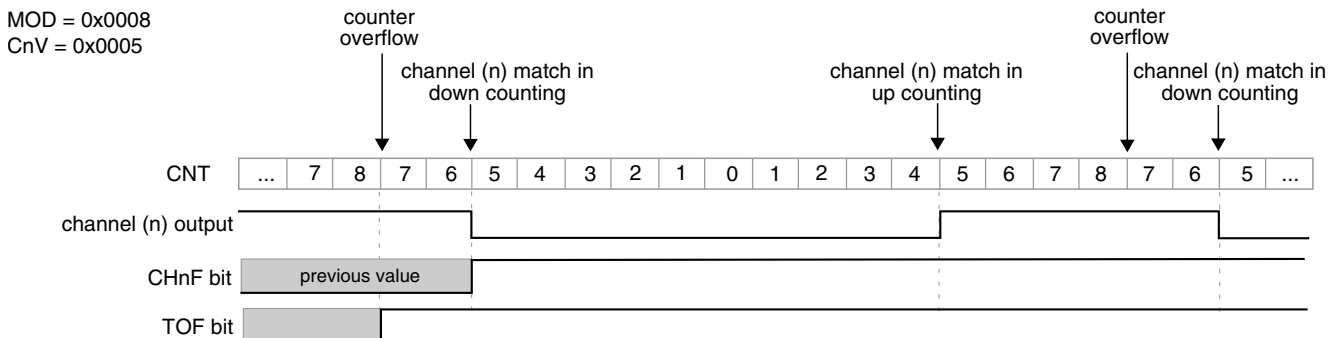 MOD = 0x0008
CnV = 0x0005
counter
overflow
channel (n) match in
down counting
channel (n) match in
up counting
counter
overflow
channel (n) match in
down counting
CNT ... 7 8 7 6 5 4 3 2 1 0 1 2 3 4 5 6 7 8 7 6 5 ...
channel (n) output
CHnF bit previous value
TOF bit